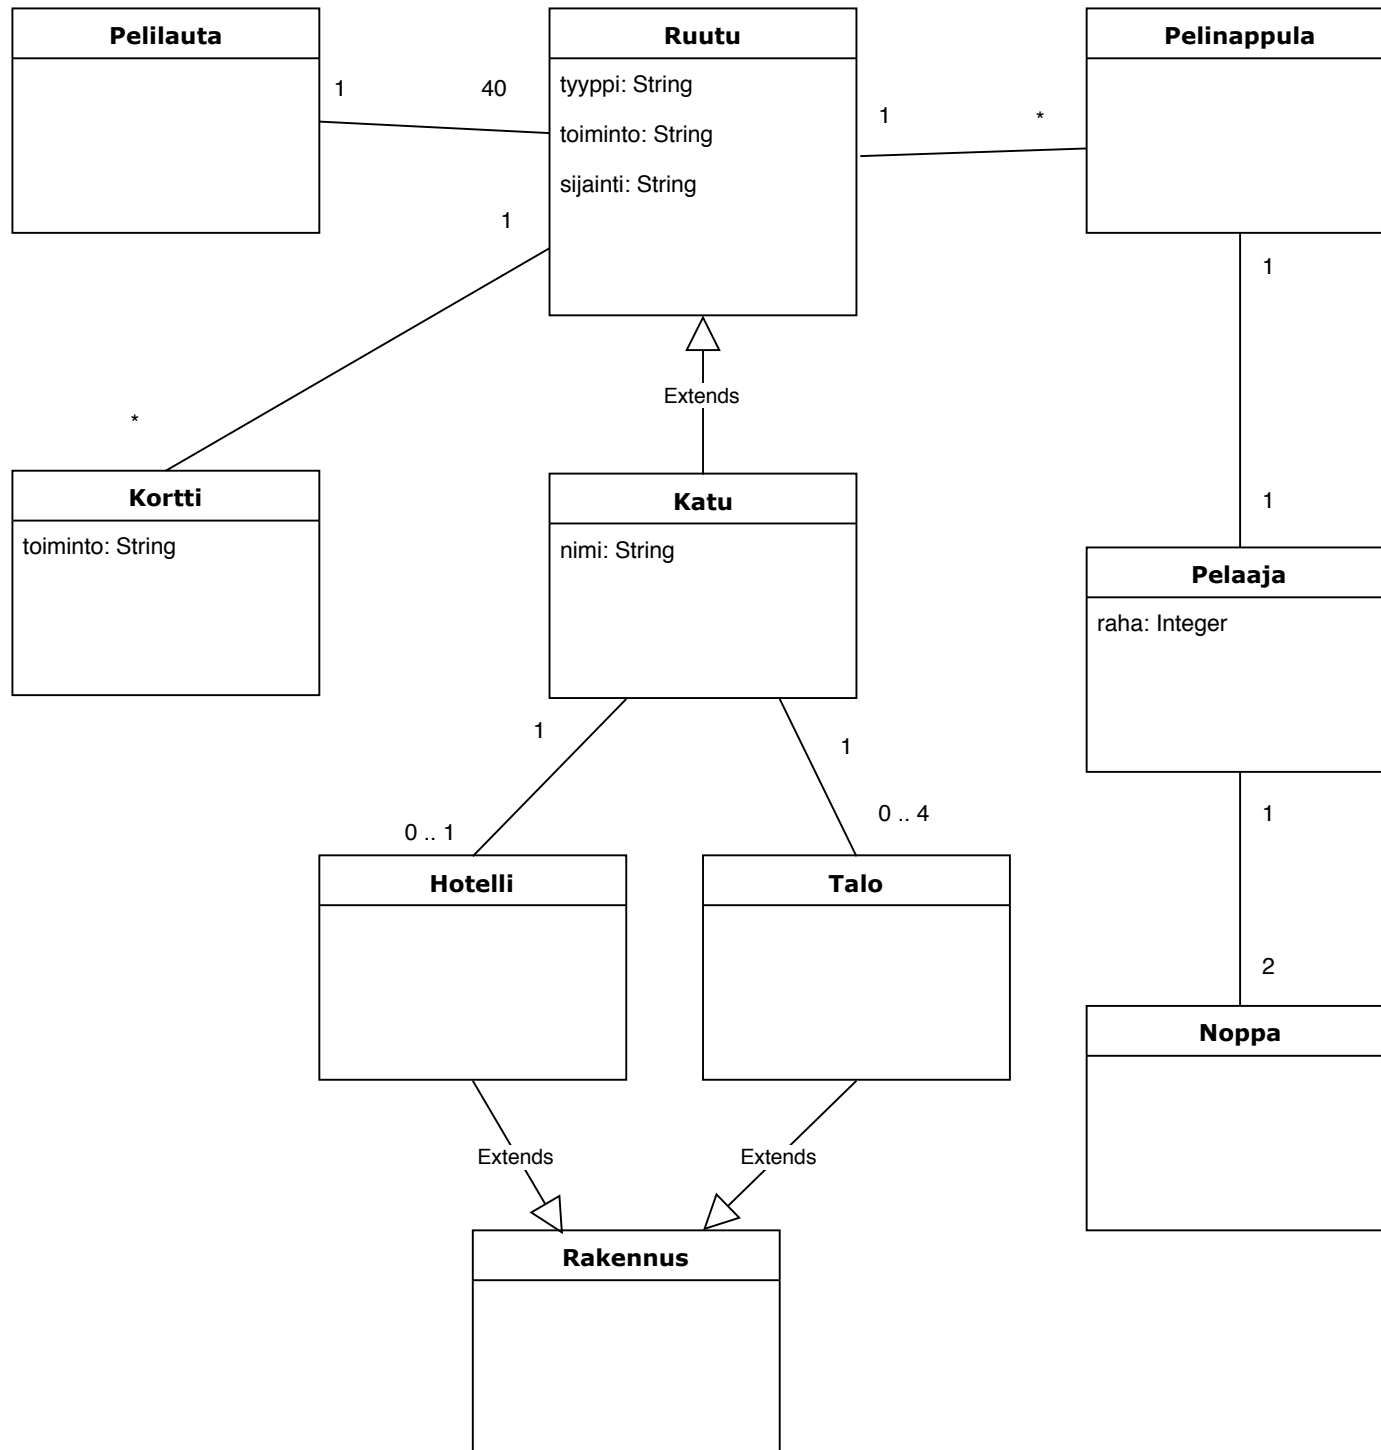 Pelilauta
Ruutu
tyyppi: String
toiminto: String
sijainti: String
Pelinappula
1
40
1
*
1
*
1
1
Extends
Kortti
toiminto: String
Katu
nimi: String
Pelaaja
raha: Integer
1
0 .. 1
1
0 .. 4
1
2
Hotelli
Talo
Noppa
Extends
Extends
Rakennus